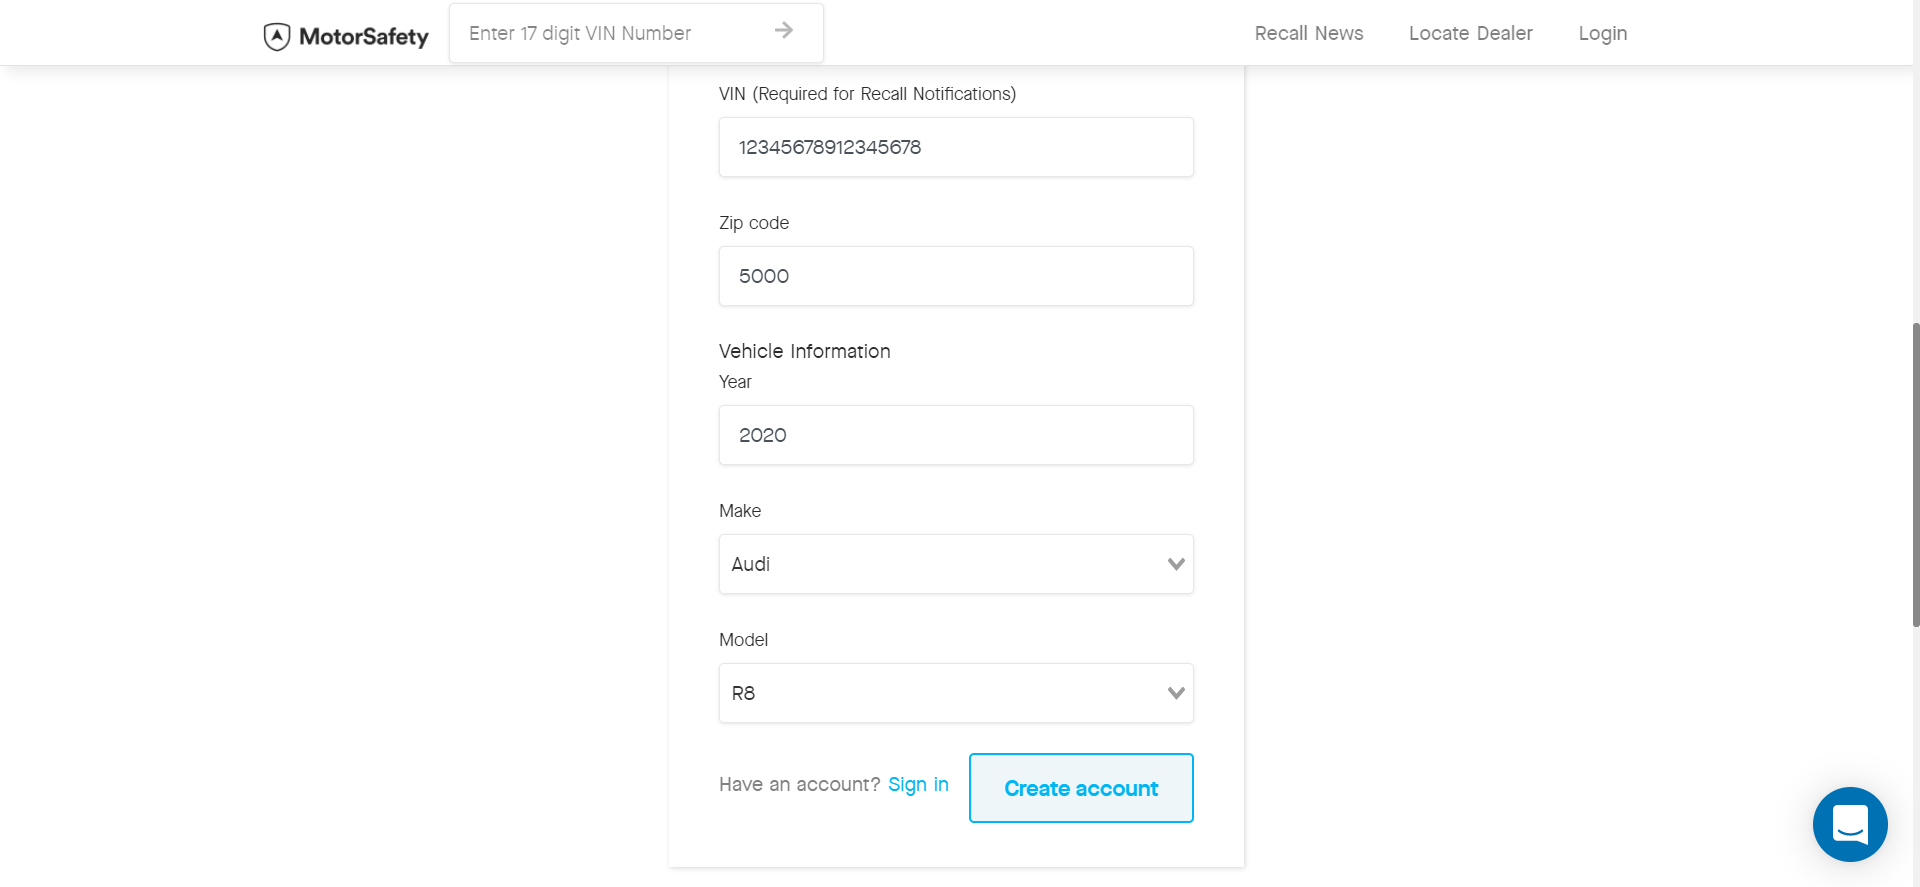 MotorSafety
Enter 17 digit VIN Number
Recall News
Locate Dealer
Login
VIN (Required for Recall Notifications)
12345678912345678
Zip code
5000
Vehicle Information
Year
2020
Make
Audi
Model
R8
Have an account? Sign in
Create account